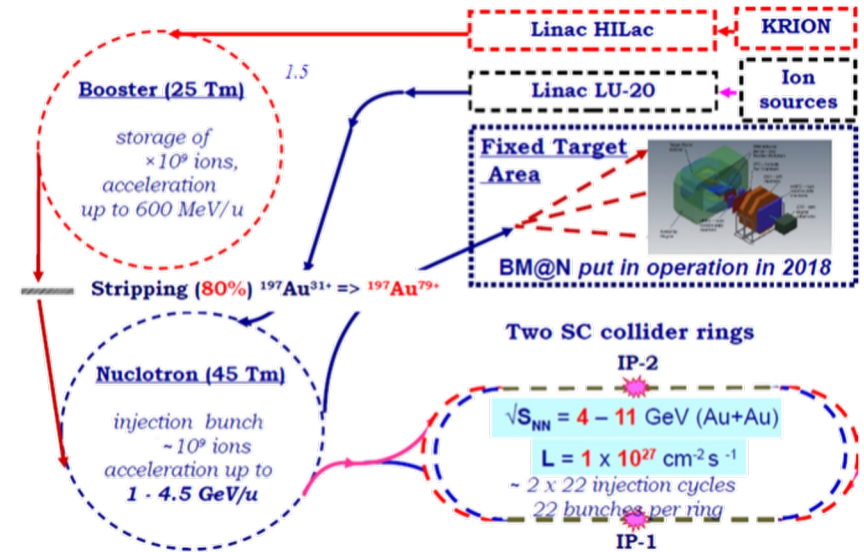 Linac HILac
KRION
1.5
Booster (25 Tm)
storage of
×10⁹ ions,
acceleration
up to 600 MeV/u
Linac LU-20
Ion
sources
Fixed Target
Area
BM@N put in operation in 2018
Stripping (80%) ¹⁹⁷Au³¹⁺ => ¹⁹⁷Au⁷⁹⁺
Nuclotron (45 Tm)
injection bunch
~10⁹ ions
acceleration up to
1 - 4.5 GeV/u
Two SC collider rings
IP-2
√S_NN = 4 – 11 GeV (Au+Au)
L = 1 x 10²⁷ cm⁻² s ⁻¹
~ 2 x 22 injection cycles
22 bunches per ring
IP-1